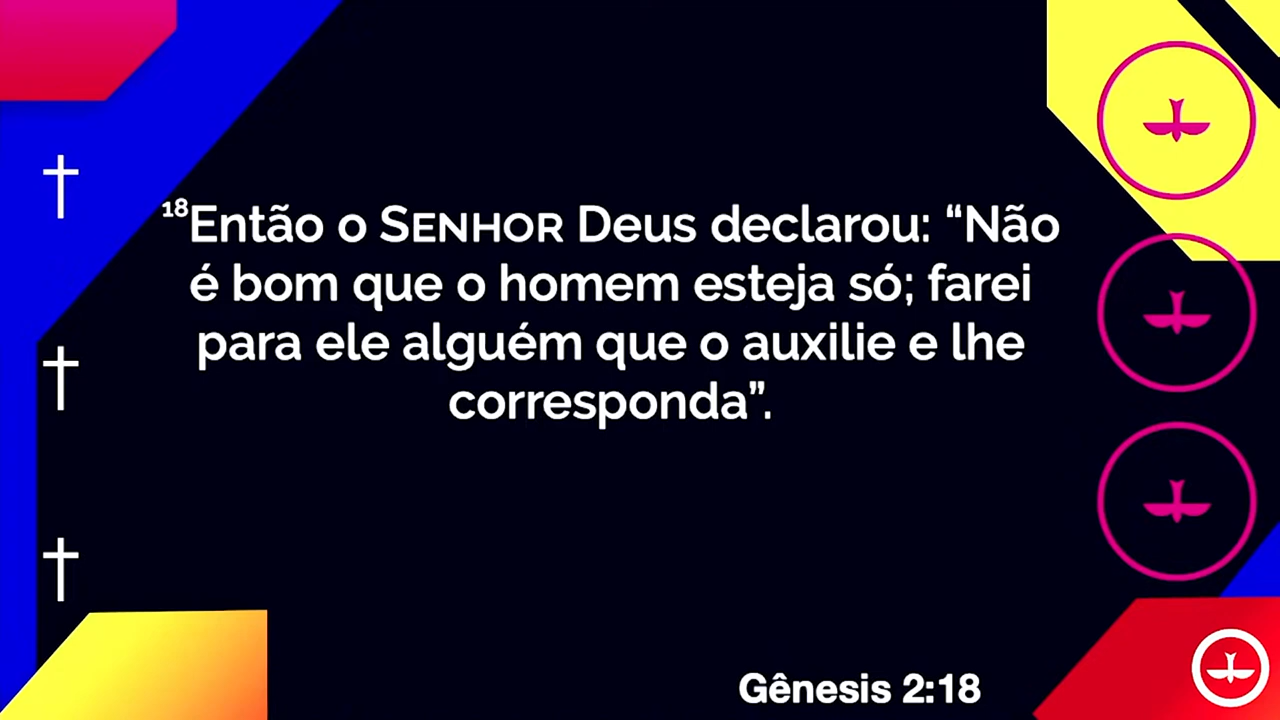 ¹⁸Então o SENHOR Deus declarou: “Não
é bom que o homem esteja só; farei
para ele alguém que o auxilie e lhe
corresponda”.
Gênesis 2:18